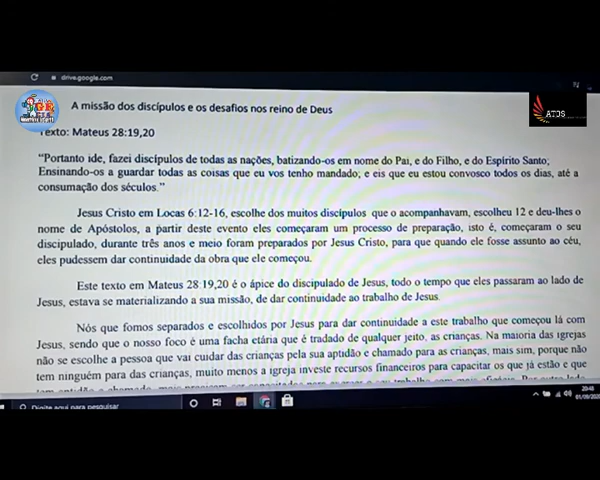 drive.google.com
ATOS
A missão dos discípulos e os desafios nos reino de Deus
Texto: Mateus 28:19,20
“Portanto ide, fazei discípulos de todas as nações, batizando-os em nome do Pai, e do Filho, e do Espírito Santo;
Ensinando-os a guardar todas as coisas que eu vos tenho mandado; e eis que eu estou convosco todos os dias, até a
consumação dos séculos.”
Jesus Cristo em Locas 6:12-16, escolhe dos muitos discípulos que o acompanhavam, escolheu 12 e deu-lhes o
nome de Apóstolos, a partir deste evento eles começaram um processo de preparação, isto é, começaram o seu
discipulado, durante três anos e meio foram preparados por Jesus Cristo, para que quando ele fosse assunto ao céu,
eles pudessem dar continuidade da obra que ele começou.
Este texto em Mateus 28:19,20 é o ápice do discipulado de Jesus, todo o tempo que eles passaram ao lado de
Jesus, estava se materializando a sua missão, de dar continuidade ao trabalho de Jesus.
Nós que fomos separados e escolhidos por Jesus para dar continuidade a este trabalho que começou lá com
Jesus, sendo que o nosso foco é uma facha etária que é tradado de qualquer jeito, as crianças. Na maioria das igrejas
não se escolhe a pessoa que vai cuidar das crianças pela sua aptidão e chamado para as crianças, mais sim, porque não
tem ninguém para das crianças, muito menos a igreja investe recursos financeiros para capacitar os que já estão e que
Digite aqui para pesquisar
20:48